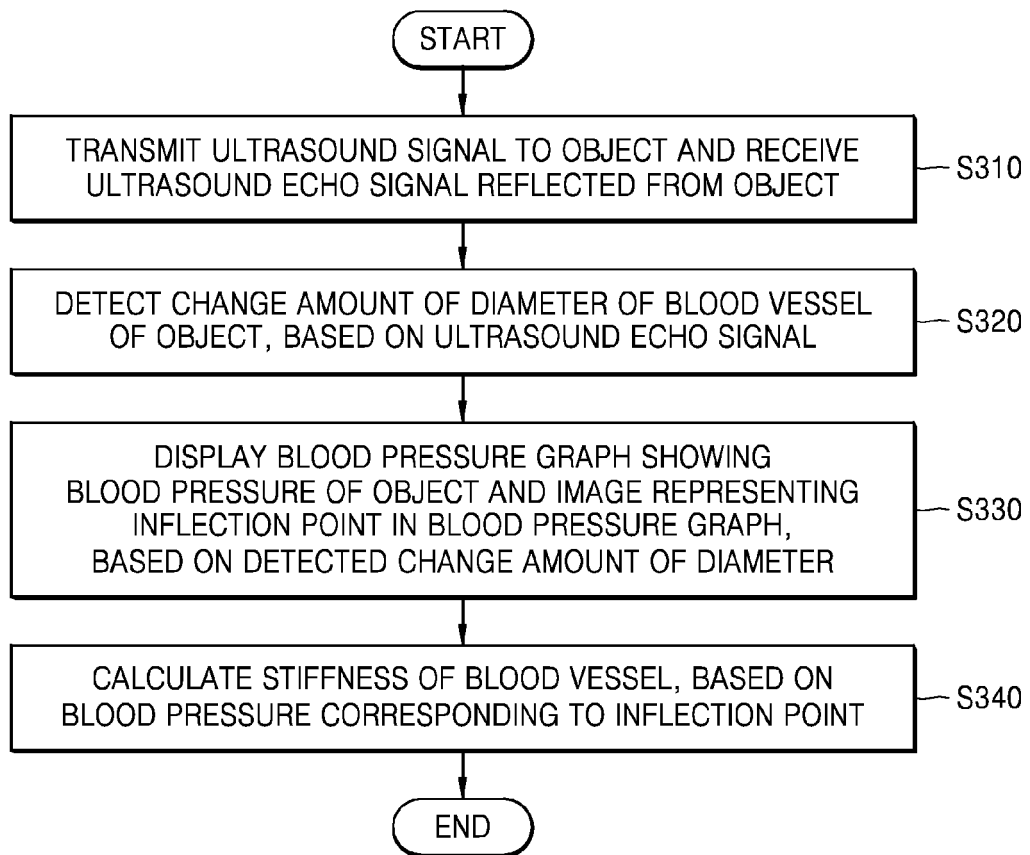 START
TRANSMIT ULTRASOUND SIGNAL TO OBJECT AND RECEIVE
ULTRASOUND ECHO SIGNAL REFLECTED FROM OBJECT
S310
DETECT CHANGE AMOUNT OF DIAMETER OF BLOOD VESSEL
OF OBJECT, BASED ON ULTRASOUND ECHO SIGNAL
S320
DISPLAY BLOOD PRESSURE GRAPH SHOWING
BLOOD PRESSURE OF OBJECT AND IMAGE REPRESENTING
INFLECTION POINT IN BLOOD PRESSURE GRAPH,
BASED ON DETECTED CHANGE AMOUNT OF DIAMETER
S330
CALCULATE STIFFNESS OF BLOOD VESSEL, BASED ON
BLOOD PRESSURE CORRESPONDING TO INFLECTION POINT
S340
END